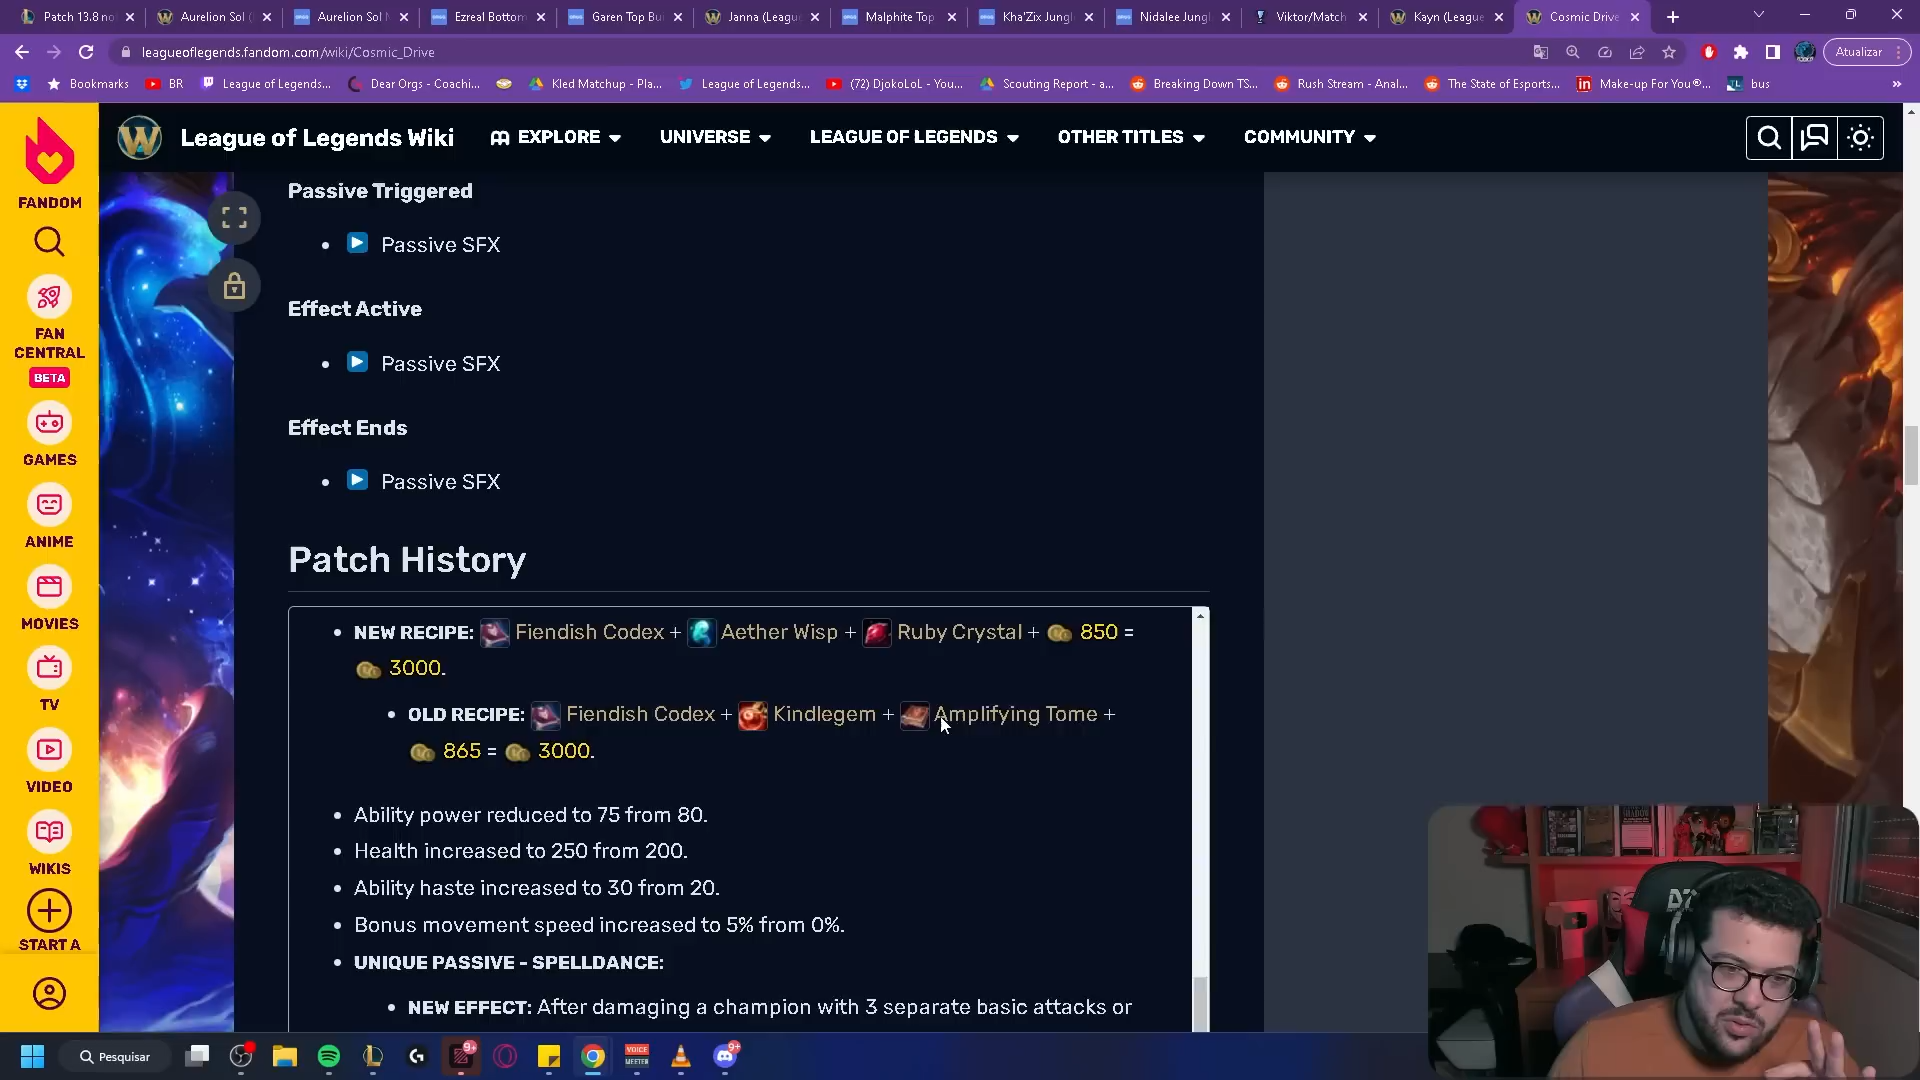 Patch 13.8 no
Aurelion Sol (
Aurelion Sol M
Ezreal Bottom
Garen Top Bu
Janna (Leagu
Malphite Top
Kha'Zix Jungl
Nidalee Jungl
Viktor/Match
Kayn (League
Cosmic Drive
leagueoflegends.fandom.com/wiki/Cosmic_Drive
Atualizar
Bookmarks
BR
League of Legends...
Dear Orgs - Coachi...
Kled Matchup - Pla...
League of Legends...
(72) DjokoLoL - You...
Scouting Report - a...
Breaking Down TS...
Rush Stream - Anal...
The State of Esports...
Make-up For You®...
bus
League of Legends Wiki
EXPLORE
UNIVERSE
LEAGUE OF LEGENDS
OTHER TITLES
COMMUNITY
FANDOM
FAN
CENTRAL
BETA
GAMES
ANIME
MOVIES
TV
VIDEO
WIKIS
START A
Passive Triggered
Passive SFX
Effect Active
Passive SFX
Effect Ends
Passive SFX
Patch History
NEW RECIPE: Fiendish Codex + Aether Wisp + Ruby Crystal + 850 =
3000.
OLD RECIPE: Fiendish Codex + Kindlegem + Amplifying Tome +
865 = 3000.
Ability power reduced to 75 from 80.
Health increased to 250 from 200.
Ability haste increased to 30 from 20.
Bonus movement speed increased to 5% from 0%.
UNIQUE PASSIVE - SPELLDANCE:
NEW EFFECT: After damaging a champion with 3 separate basic attacks or
Pesquisar
9+
VOICE
MEETER
9+